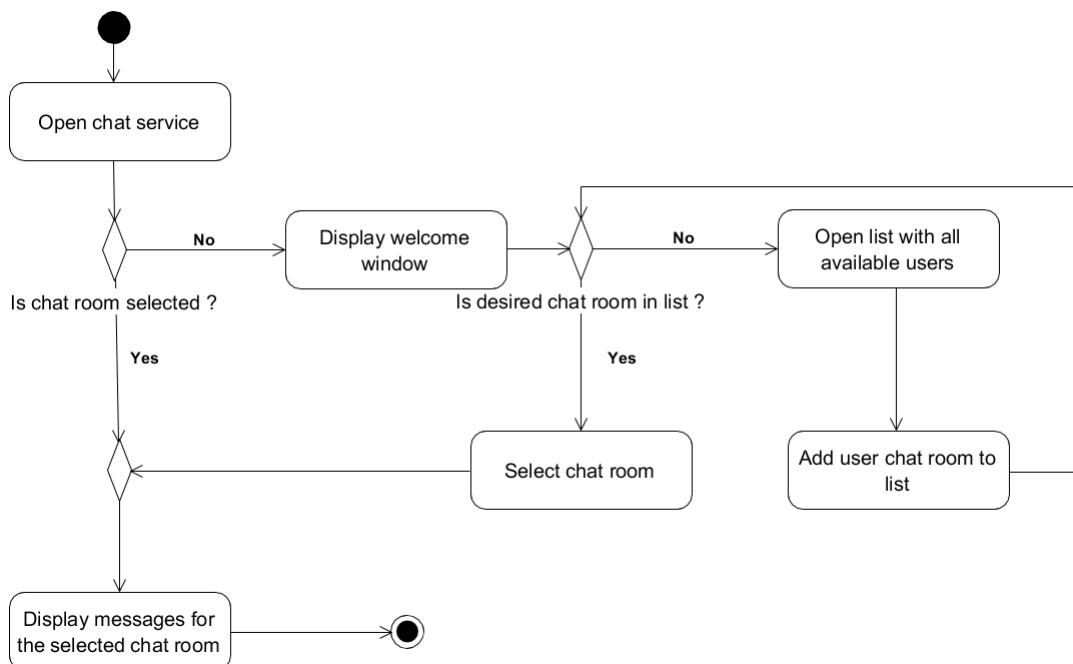 Open chat service
No
Display welcome
window
No
Open list with all
available users
Is chat room selected ?
Is desired chat room in list ?
Yes
Yes
Select chat room
Add user chat room to
list
Display messages for
the selected chat room